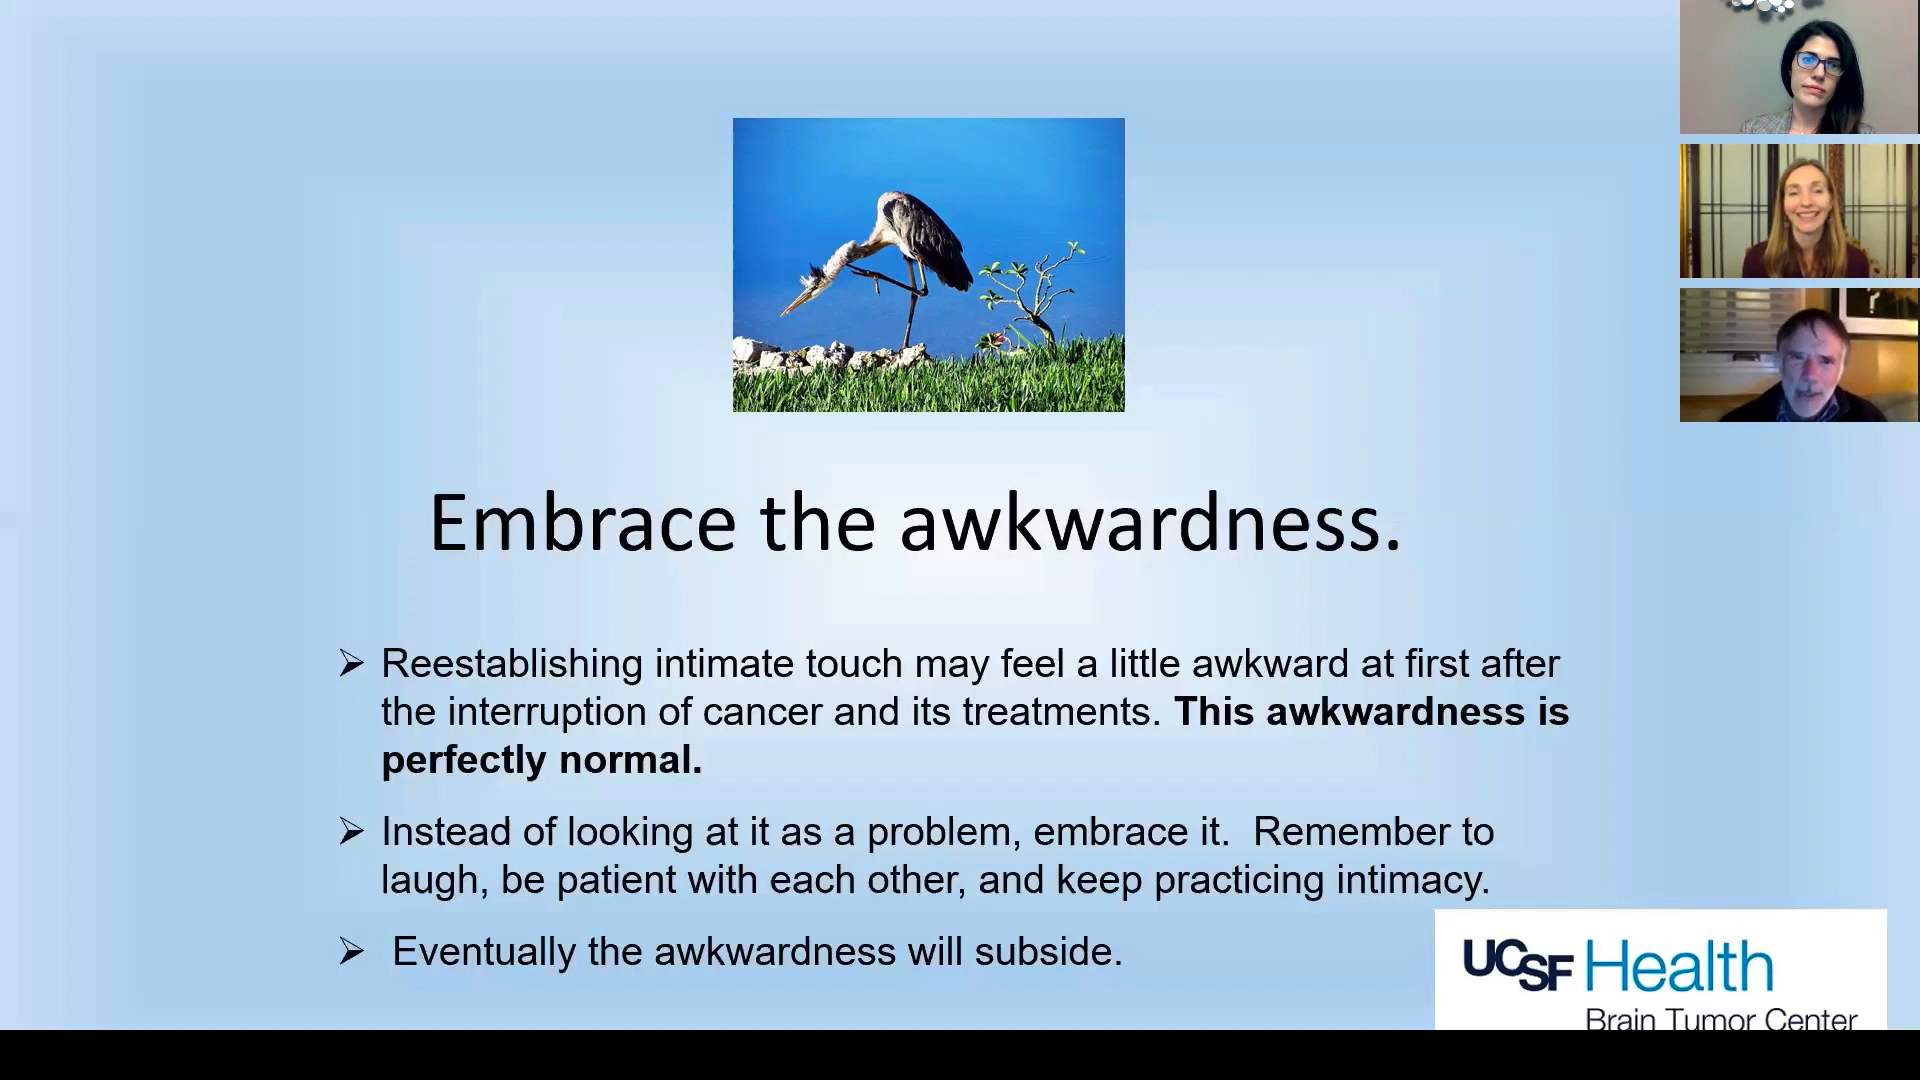 Embrace the awkwardness.
➢ Reestablishing intimate touch may feel a little awkward at first after
the interruption of cancer and its treatments. This awkwardness is
perfectly normal.
➢ Instead of looking at it as a problem, embrace it.  Remember to
laugh, be patient with each other, and keep practicing intimacy.
➢ Eventually the awkwardness will subside.
UCSF Health
Brain Tumor Center